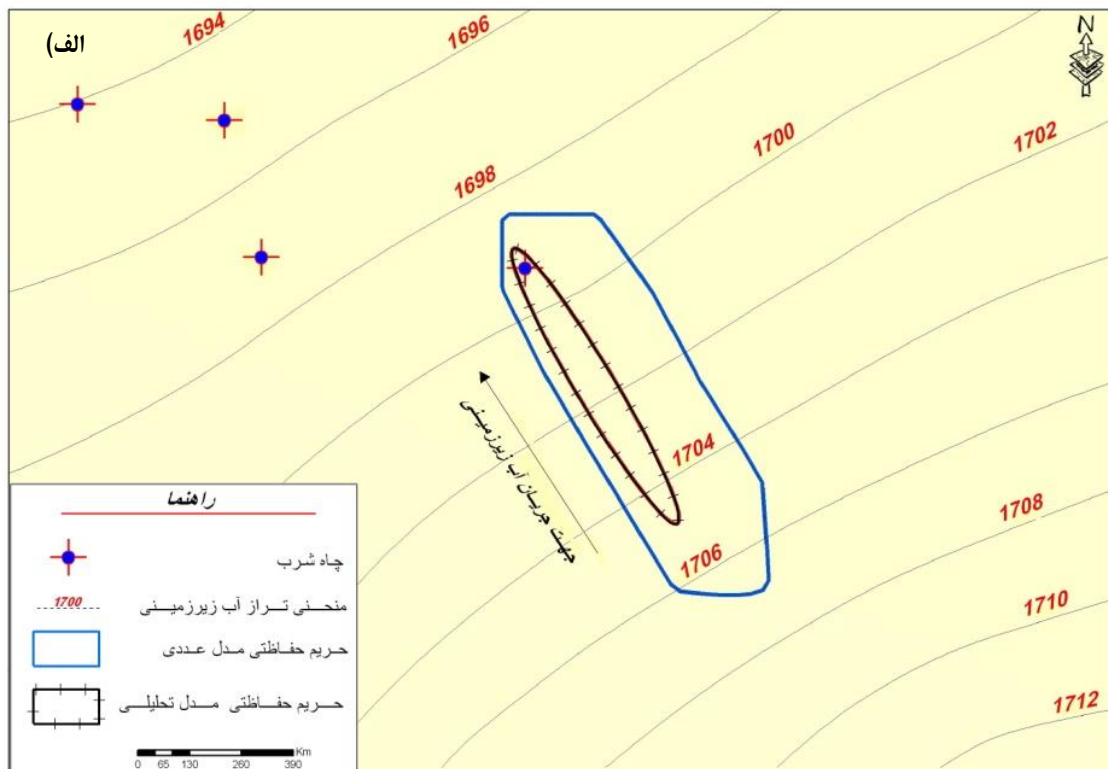 الف)
N
1694
1696
1698
1700
1702
1704
1706
1708
1710
1712
جهت جریان آب زیرزمینی
راهنما
چاه شرب
1700
منحنی تراز آب زیرزمینی
حریم حفاظتی مدل عددی
حریم حفاظتی مدل تحلیلی
Km
0 65 130 260 390